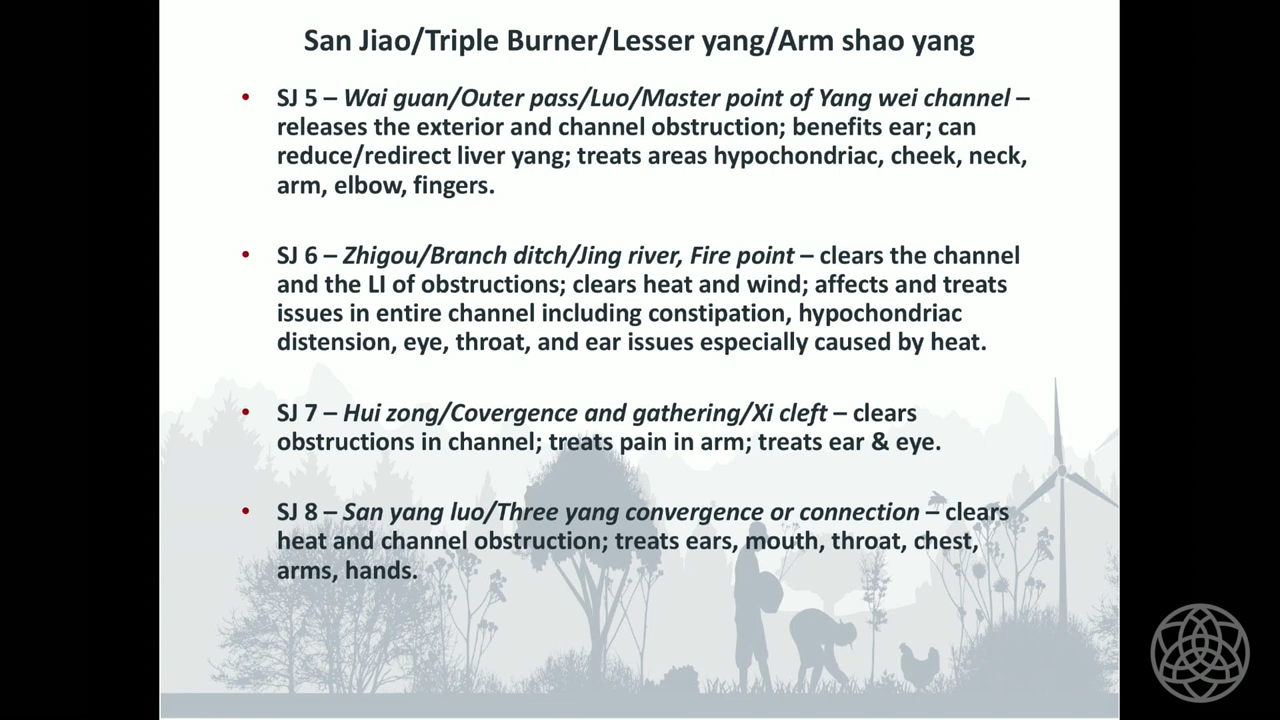 San Jiao/Triple Burner/Lesser yang/Arm shao yang
• SJ 5 – Wai guan/Outer pass/Luo/Master point of Yang wei channel –
releases the exterior and channel obstruction; benefits ear; can
reduce/redirect liver yang; treats areas hypochondriac, cheek, neck,
arm, elbow, fingers.
• SJ 6 – Zhigou/Branch ditch/Jing river, Fire point – clears the channel
and the LI of obstructions; clears heat and wind; affects and treats
issues in entire channel including constipation, hypochondriac
distension, eye, throat, and ear issues especially caused by heat.
• SJ 7 – Hui zong/Covergence and gathering/Xi cleft – clears
obstructions in channel; treats pain in arm; treats ear & eye.
• SJ 8 – San yang luo/Three yang convergence or connection – clears
heat and channel obstruction; treats ears, mouth, throat, chest,
arms, hands.